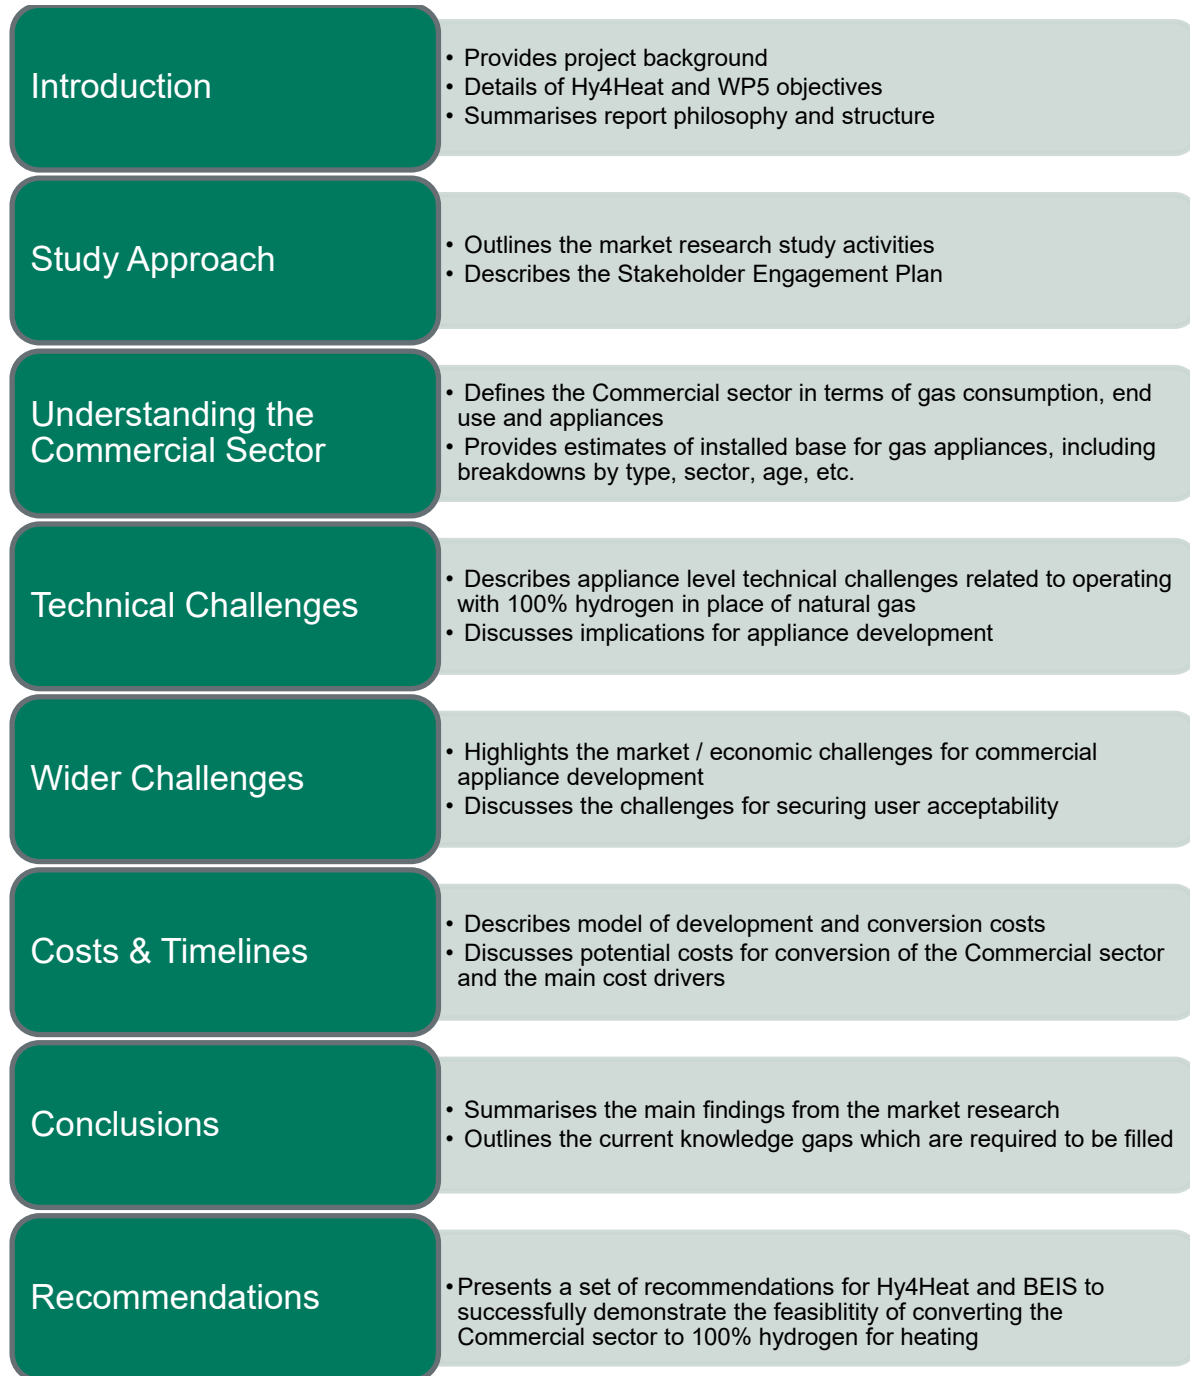 Introduction
• Provides project background
• Details of Hy4Heat and WP5 objectives
• Summarises report philosophy and structure
Study Approach
• Outlines the market research study activities
• Describes the Stakeholder Engagement Plan
Understanding the
Commercial Sector
• Defines the Commercial sector in terms of gas consumption, end
use and appliances
• Provides estimates of installed base for gas appliances, including
breakdowns by type, sector, age, etc.
Technical Challenges
• Describes appliance level technical challenges related to operating
with 100% hydrogen in place of natural gas
• Discusses implications for appliance development
Wider Challenges
• Highlights the market / economic challenges for commercial
appliance development
• Discusses the challenges for securing user acceptability
Costs & Timelines
• Describes model of development and conversion costs
• Discusses potential costs for conversion of the Commercial sector
and the main cost drivers
Conclusions
• Summarises the main findings from the market research
• Outlines the current knowledge gaps which are required to be filled
Recommendations
• Presents a set of recommendations for Hy4Heat and BEIS to
successfully demonstrate the feasiblitity of converting the
Commercial sector to 100% hydrogen for heating